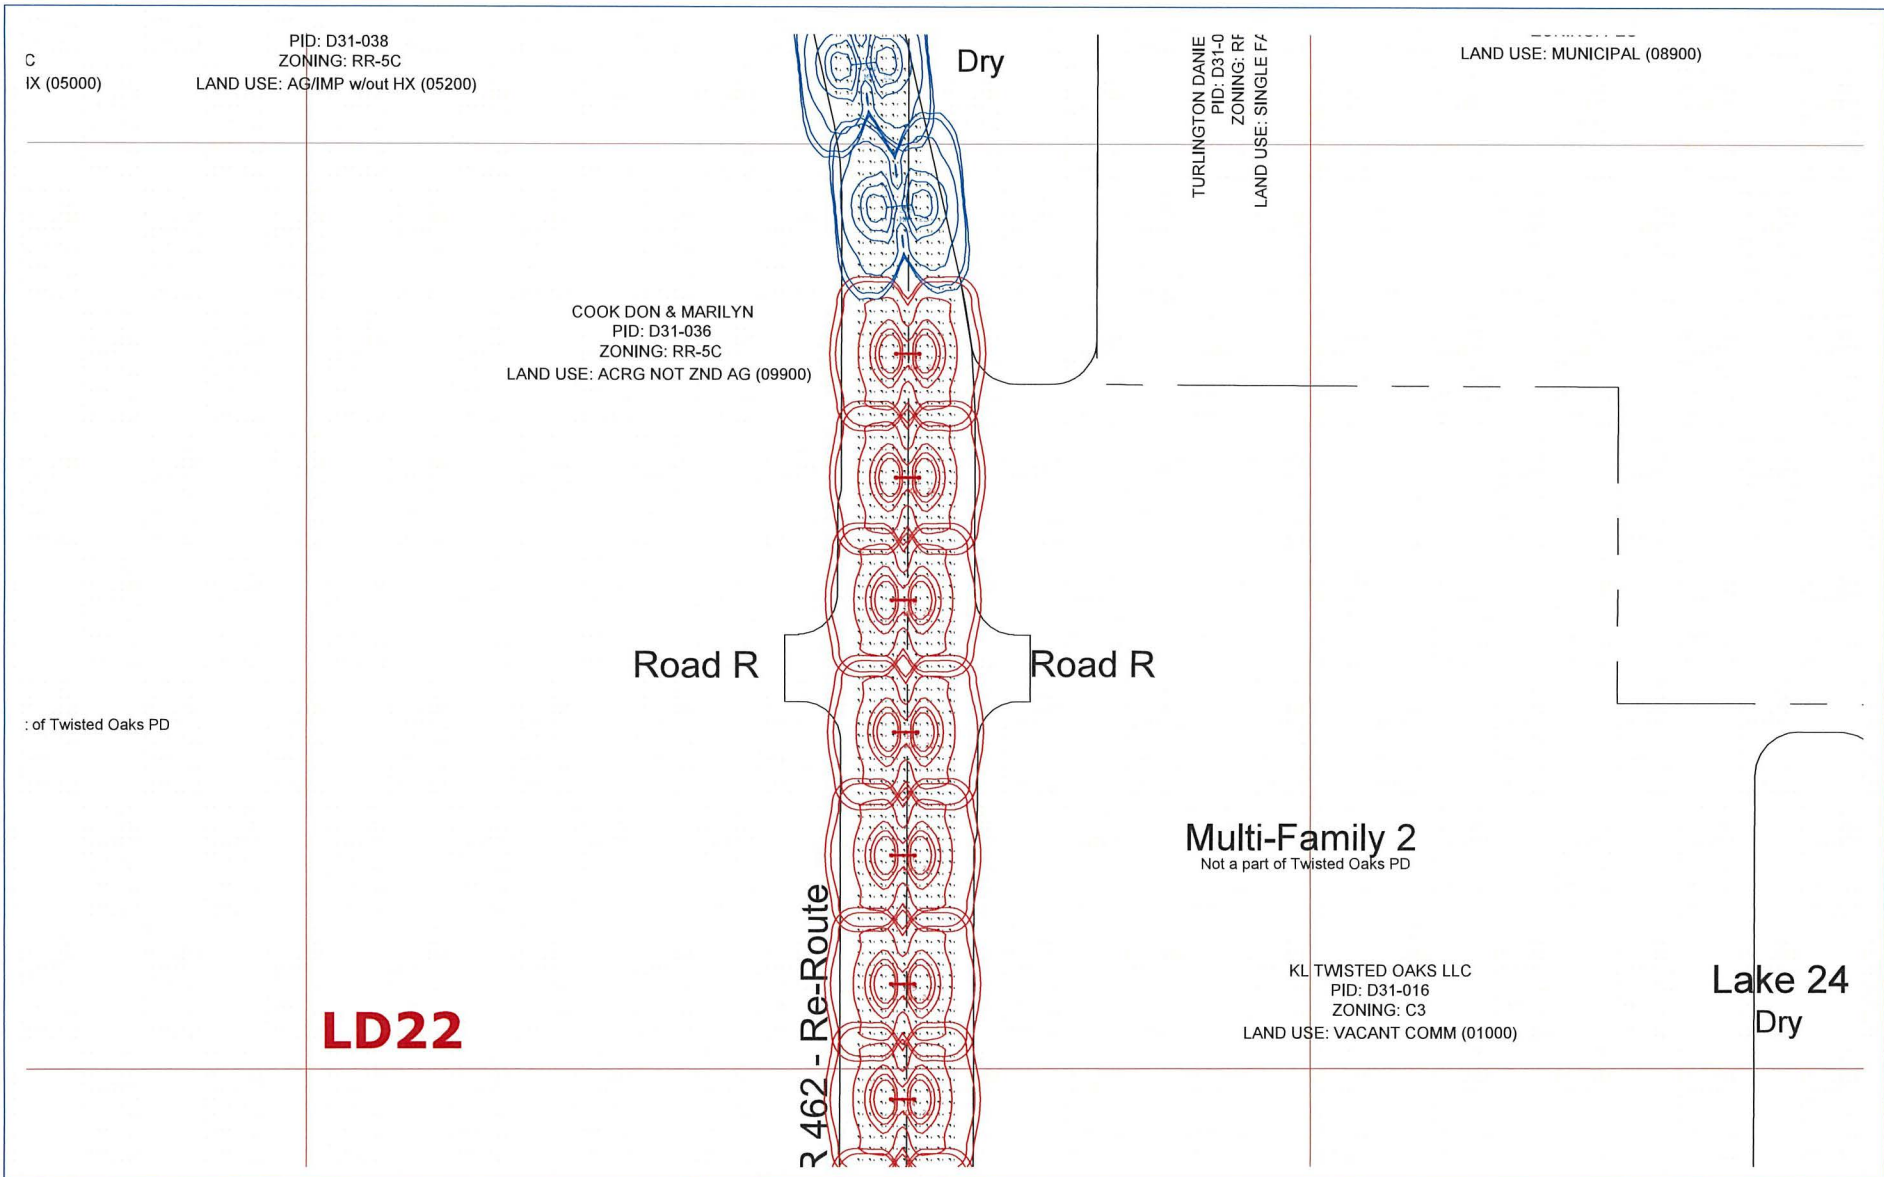 C
IX (05000)
PID: D31-038
ZONING: RR-5C
LAND USE: AG/IMP w/out HX (05200)
Dry
TURLINGTON DANIE
PID: D31-0
ZONING: RF
LAND USE: SINGLE FA
LAND USE: MUNICIPAL (08900)
COOK DON & MARILYN
PID: D31-036
ZONING: RR-5C
LAND USE: ACRG NOT ZND AG (09900)
Road R
Road R
: of Twisted Oaks PD
Multi-Family 2
Not a part of Twisted Oaks PD
R 462 - Re-Route
KL TWISTED OAKS LLC
PID: D31-016
ZONING: C3
LAND USE: VACANT COMM (01000)
Lake 24
Dry
LD22